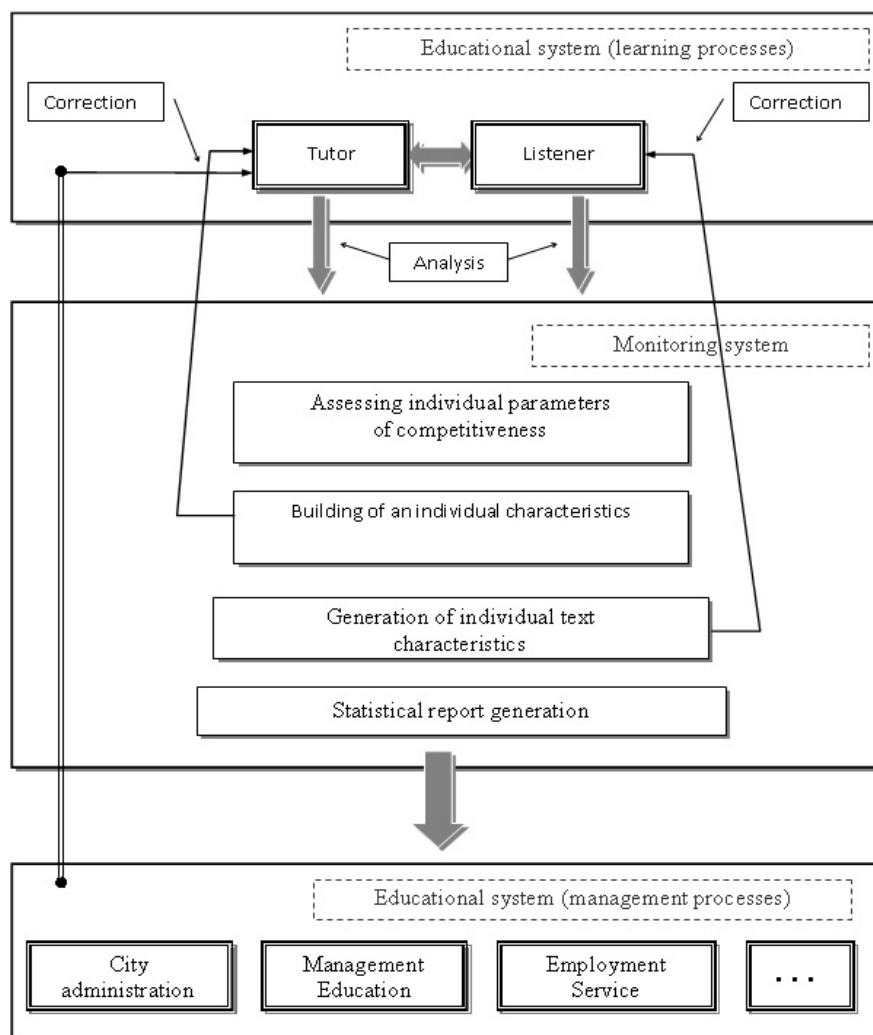 Educational system (learning processes)
Correction
Correction
Tutor
Listener
Analysis
Monitoring system
Assessing individual parameters
of competitiveness
Building of an individual characteristics
Generation of individual text
characteristics
Statistical report generation
Educational system (management processes)
City
administration
Management
Education
Employment
Service
...